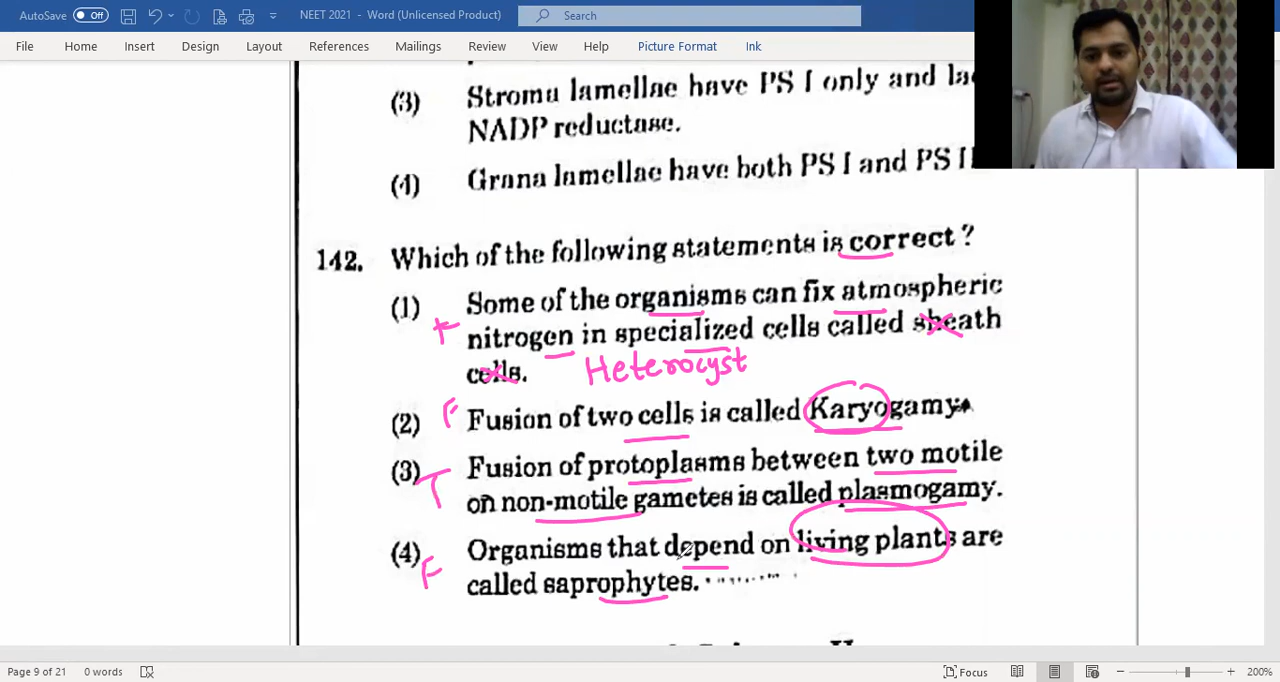 AutoSave Off NEET 2021 - Word (Unlicensed Product) Search
File Home Insert Design Layout References Mailings Review View Help Picture Format Ink
(3) Stroma lamellae have PS I only and
NADP reductase.
(4) Grana lamellae have both PS I and PS II
142. Which of the following statements is correct ?
(1) Some of the organisms can fix atmospheric
nitrogen in specialized cells called sheath
cells. Heterocyst
(2) F Fusion of two cells is called Karyogamy.
(3) T Fusion of protoplasms between two motile
on non-motile gametes is called plasmogamy.
(4) F Organisms that depend on living plants are
called saprophytes.
Page 9 of 21 0 words Focus 200%